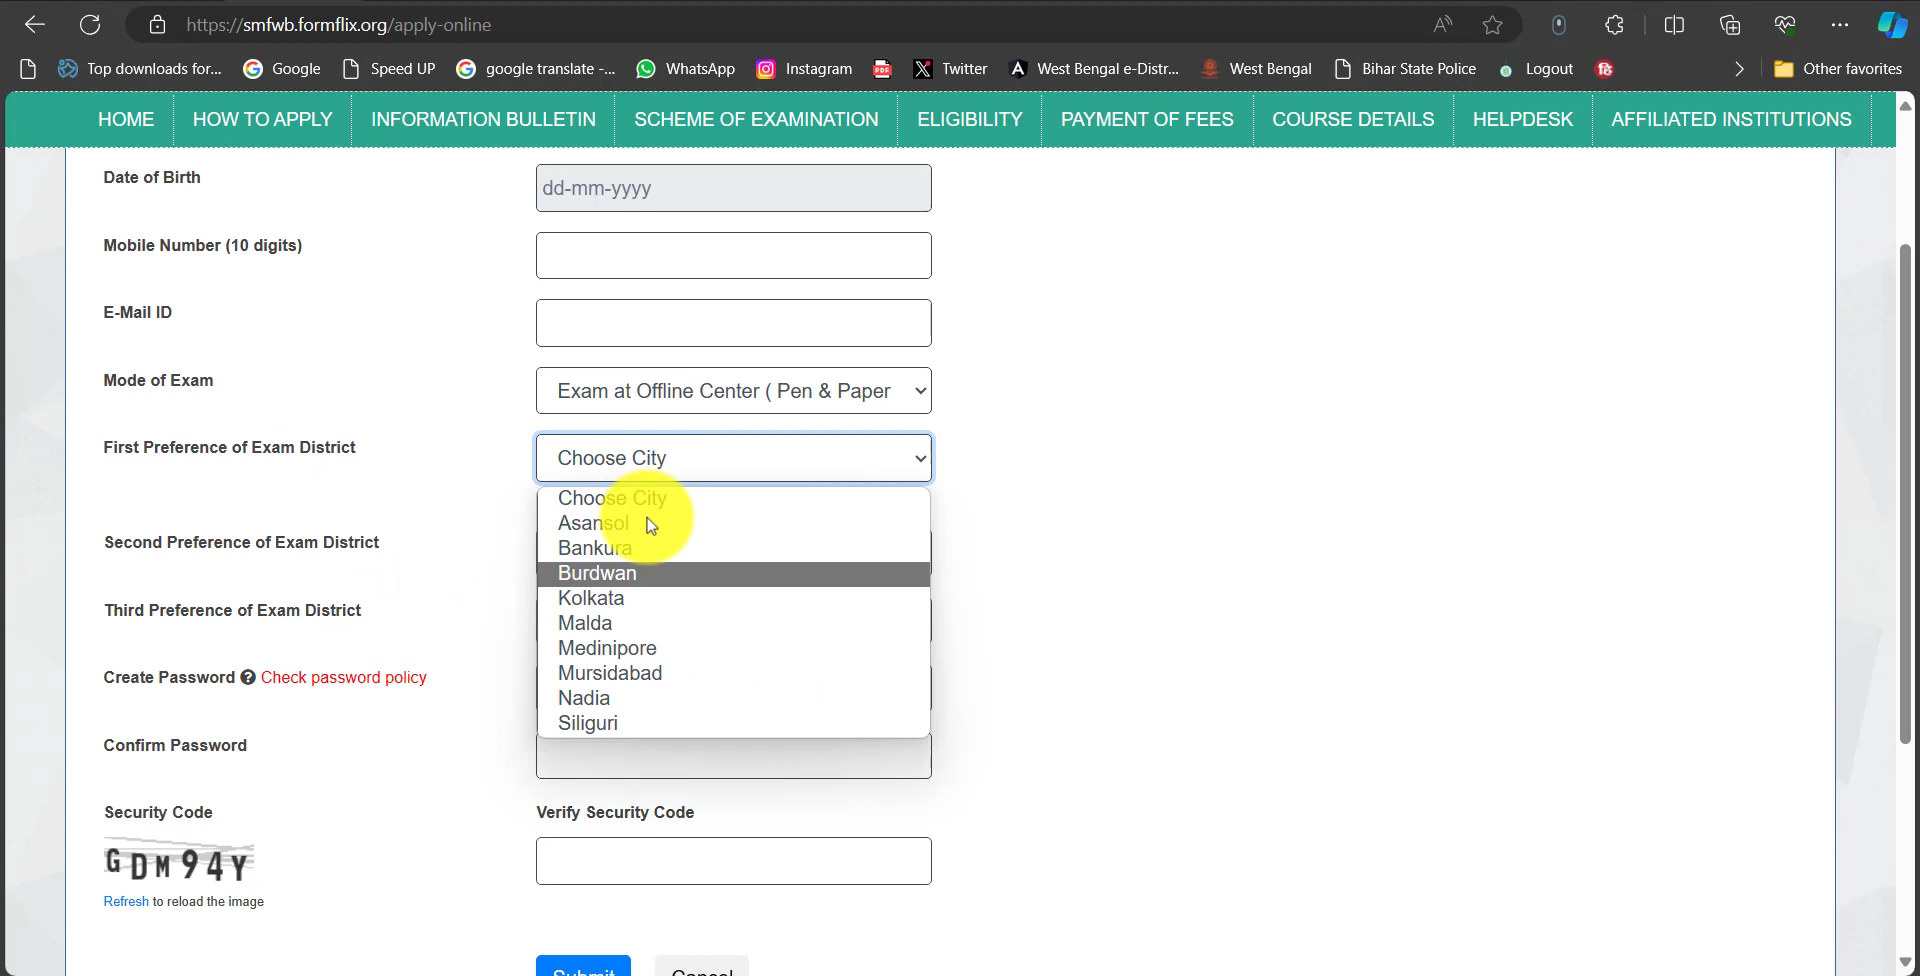 https://smfwb.formflix.org/apply-online
Top downloads for... Google Speed UP google translate -... WhatsApp Instagram PDF Twitter West Bengal e-Distr... West Bengal Bihar State Police Logout Other favorites
HOME HOW TO APPLY INFORMATION BULLETIN SCHEME OF EXAMINATION ELIGIBILITY PAYMENT OF FEES COURSE DETAILS HELPDESK AFFILIATED INSTITUTIONS
Date of Birth
dd-mm-yyyy
Mobile Number (10 digits)
E-Mail ID
Mode of Exam
Exam at Offline Center ( Pen & Paper
First Preference of Exam District
Choose City
Choose City
Asansol
Bankura
Burdwan
Kolkata
Malda
Medinipore
Mursidabad
Nadia
Siliguri
Second Preference of Exam District
Third Preference of Exam District
Create Password ? Check password policy
Confirm Password
Security Code
Verify Security Code
GDM94Y
Refresh to reload the image
Submit Cancel